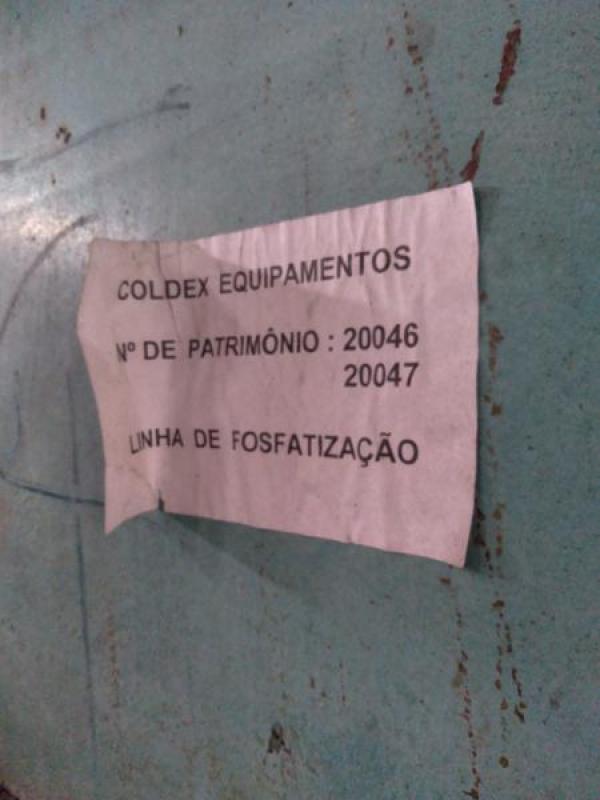 COLDEX EQUIPAMENTOS
Nº DE PATRIMÔNIO : 20046
20047
LINHA DE FOSFATIZAÇÃO